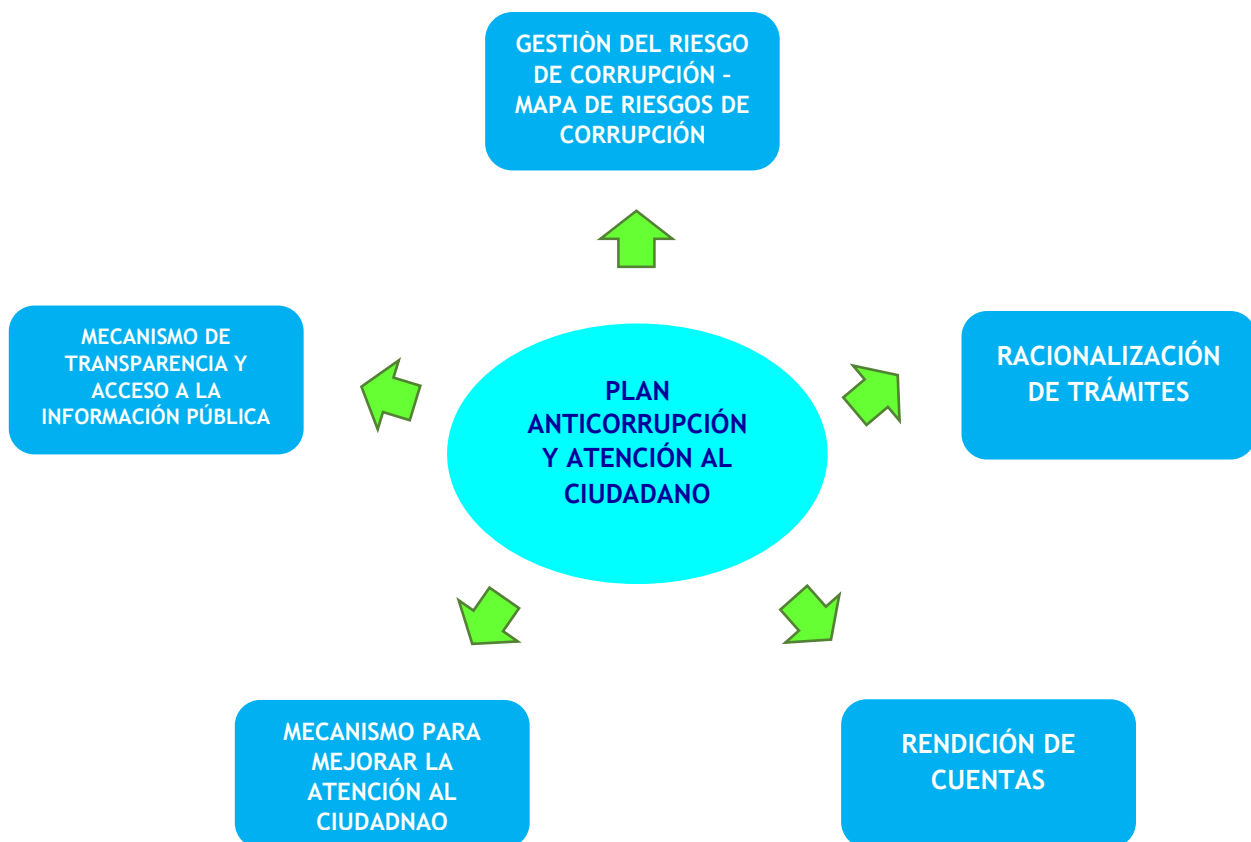 GESTIÒN DEL RIESGO
DE CORRUPCIÓN –
MAPA DE RIESGOS DE
CORRUPCIÓN
MECANISMO DE
TRANSPARENCIA Y
ACCESO A LA
INFORMACIÓN PÚBLICA
RACIONALIZACIÓN
DE TRÁMITES
PLAN
ANTICORRUPCIÓN
Y ATENCIÓN AL
CIUDADANO
MECANISMO PARA
MEJORAR LA
ATENCIÓN AL
CIUDADNAO
RENDICIÓN DE
CUENTAS